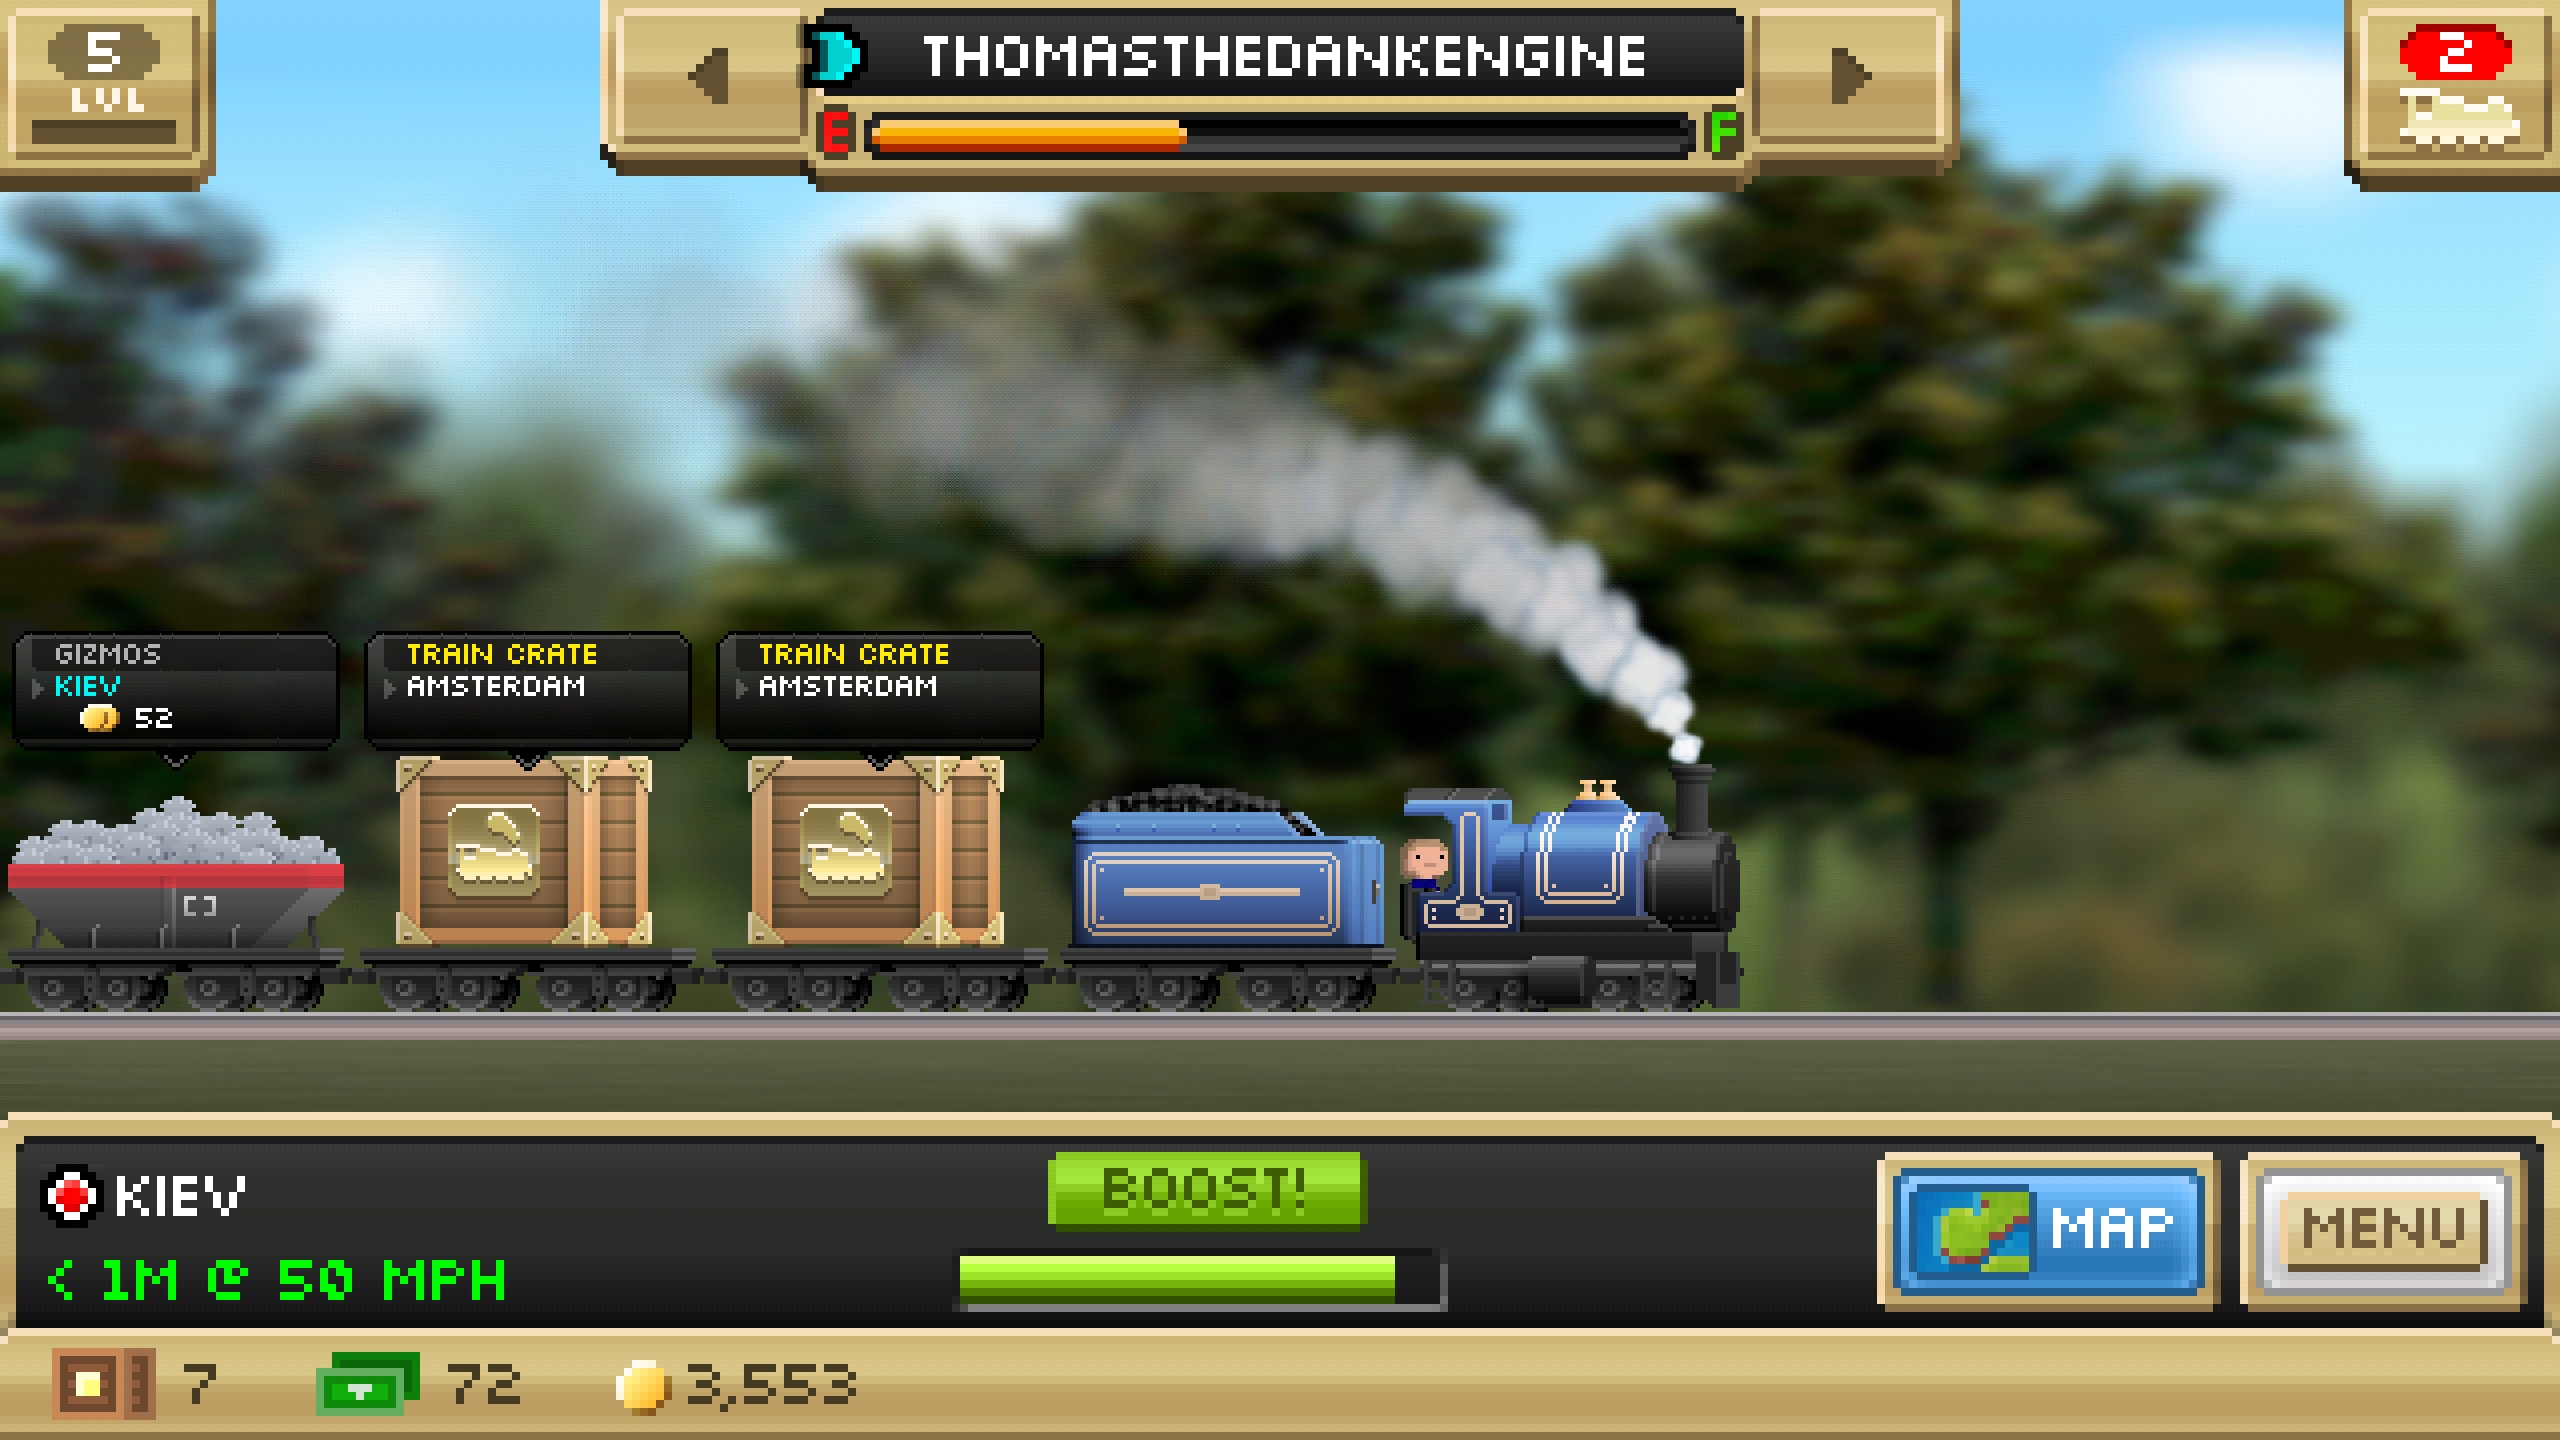 5
LVL
THOMASTHEDANKENGINE
E F
2
GIZMOS
KIEV
52
TRAIN CRATE
AMSTERDAM
TRAIN CRATE
AMSTERDAM
KIEV
< 1M @ 50 MPH
BOOST!
MAP
MENU
7
72
3,553